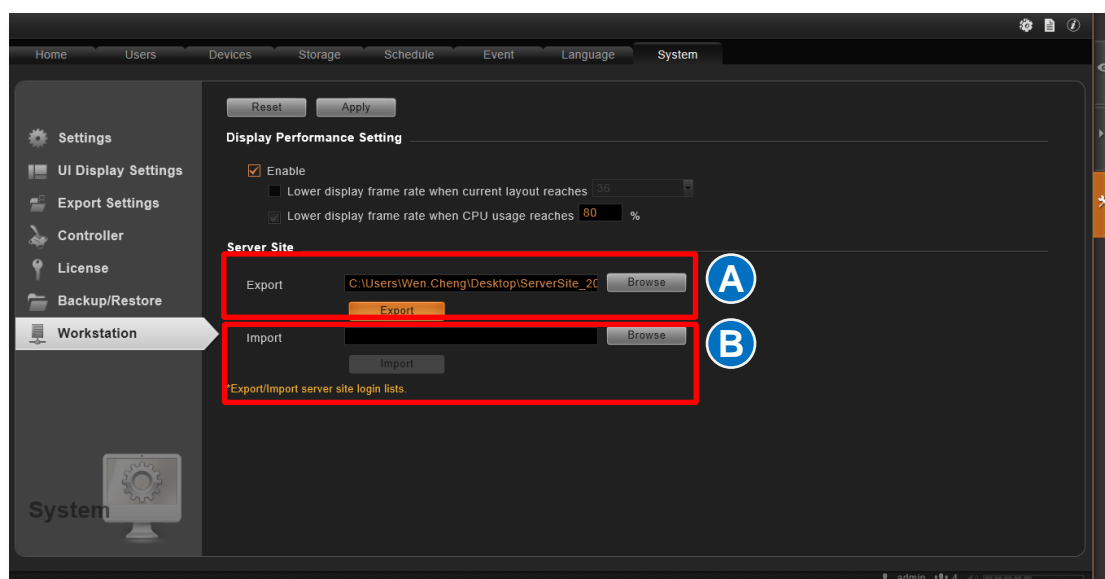 Home Users Devices Storage Schedule Event Language System
Reset Apply
Settings
UI Display Settings
Export Settings
Controller
License
Backup/Restore
Workstation
System
Display Performance Setting
Enable
Lower display frame rate when current layout reaches 36
Lower display frame rate when CPU usage reaches 80 %
Server Site
Export C:\Users\Wen.Cheng\Desktop\ServerSite_20 Browse
Export
A
Import Browse
Import
B
*Export/Import server site login lists.
admin 4